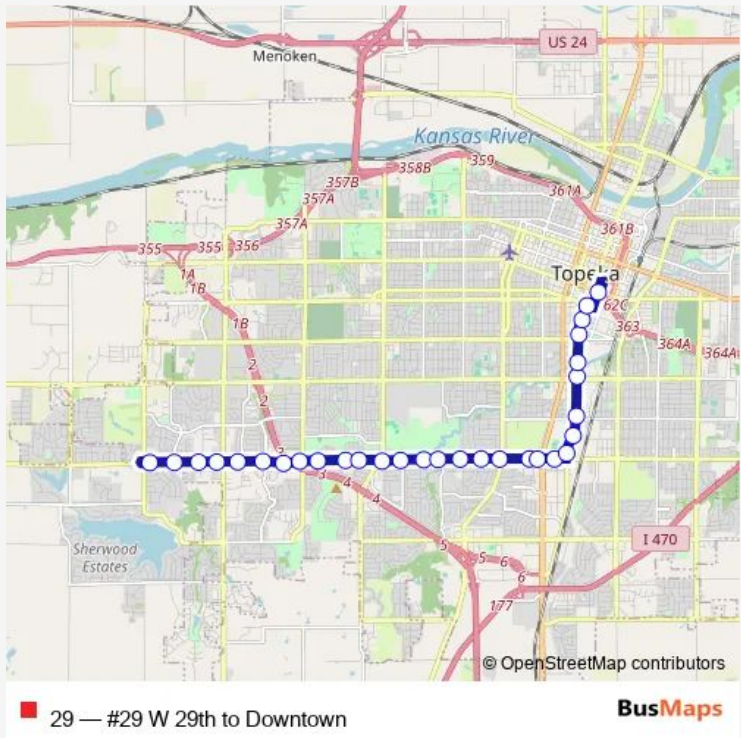 US 24
Menoken
Kansas River
359
358B
357B
361A
357A
357A
361B
355
355
356
1A
Topeka
1B
62C
1B
363
364A
364A
2
2
3
4
4
I 470
5
5
6
6
Sherwood
Estates
177
© OpenStreetMap contributors
29 — #29 W 29th to Downtown
BusMaps